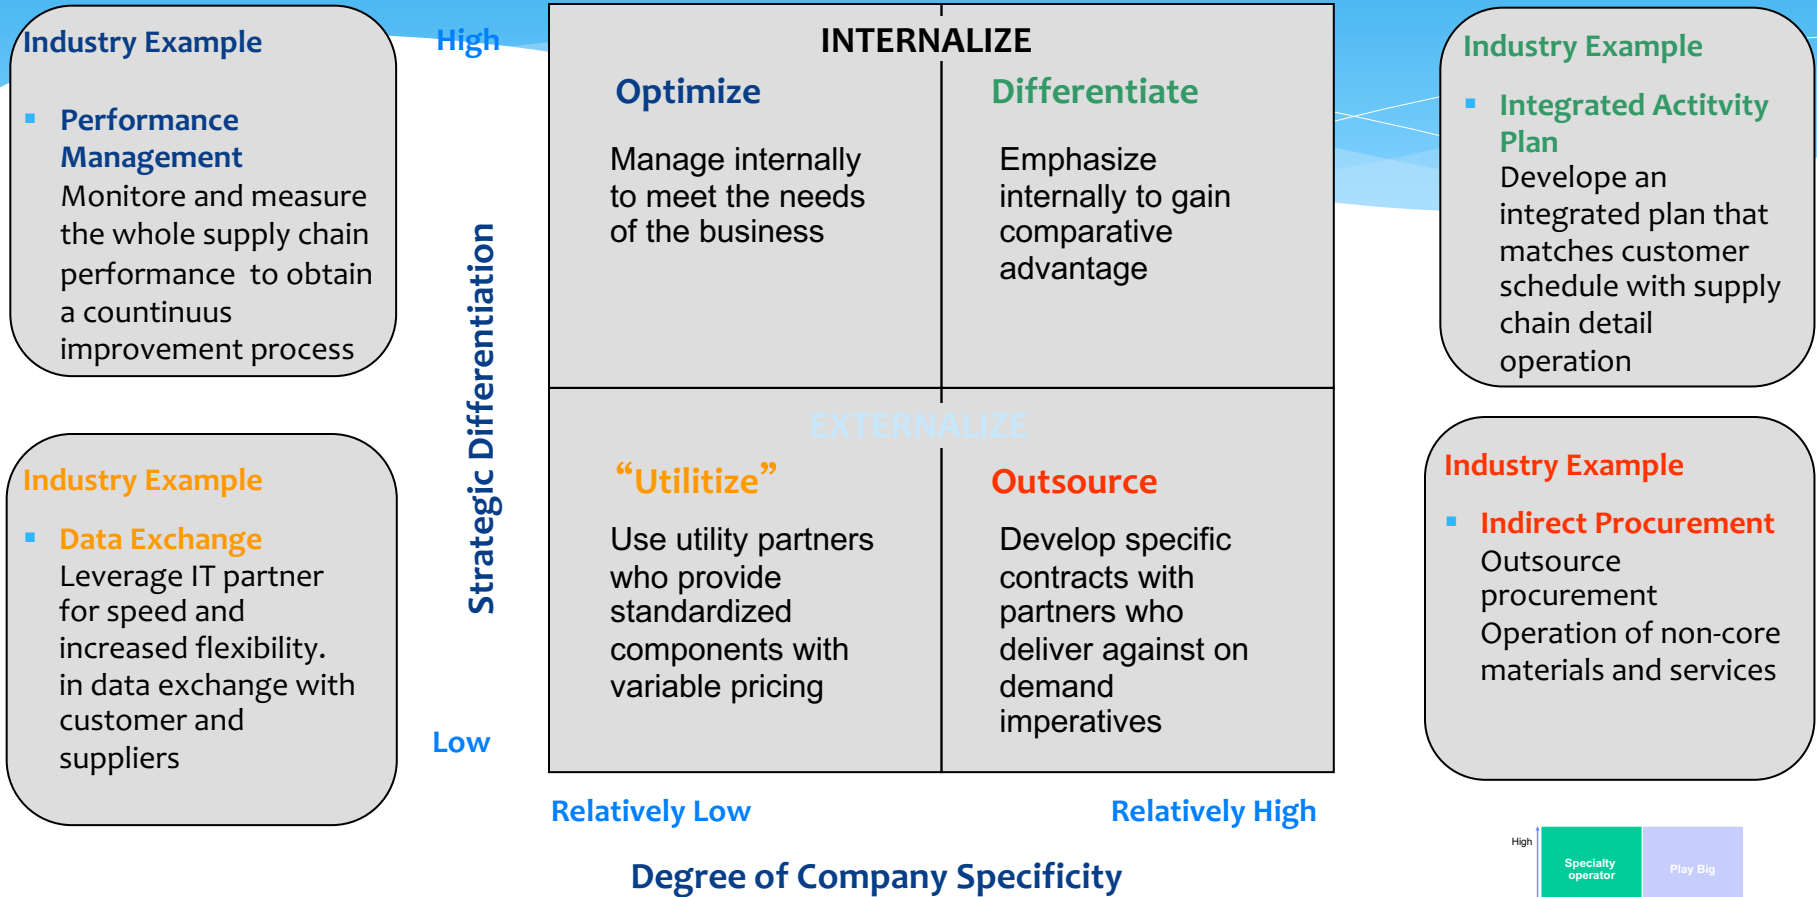 Industry Example
Performance
Management
Monitore and measure
the whole supply chain
performance to obtain
a countinuus
improvement process
Industry Example
Data Exchange
Leverage IT partner
for speed and
increased flexibility.
in data exchange with
customer and
suppliers
High
Strategic Differentiation
Low
INTERNALIZE
Optimize
Manage internally
to meet the needs
of the business
Differentiate
Emphasize
internally to gain
comparative
advantage
EXTERNALIZE
“Utilitize”
Use utility partners
who provide
standardized
components with
variable pricing
Outsource
Develop specific
contracts with
partners who
deliver against on
demand
imperatives
Relatively Low
Relatively High
Degree of Company Specificity
Industry Example
Integrated Actitvity
Plan
Develope an
integrated plan that
matches customer
schedule with supply
chain detail
operation
Industry Example
Indirect Procurement
Outsource
procurement
Operation of non-core
materials and services
High
Specialty
operator
Play Big